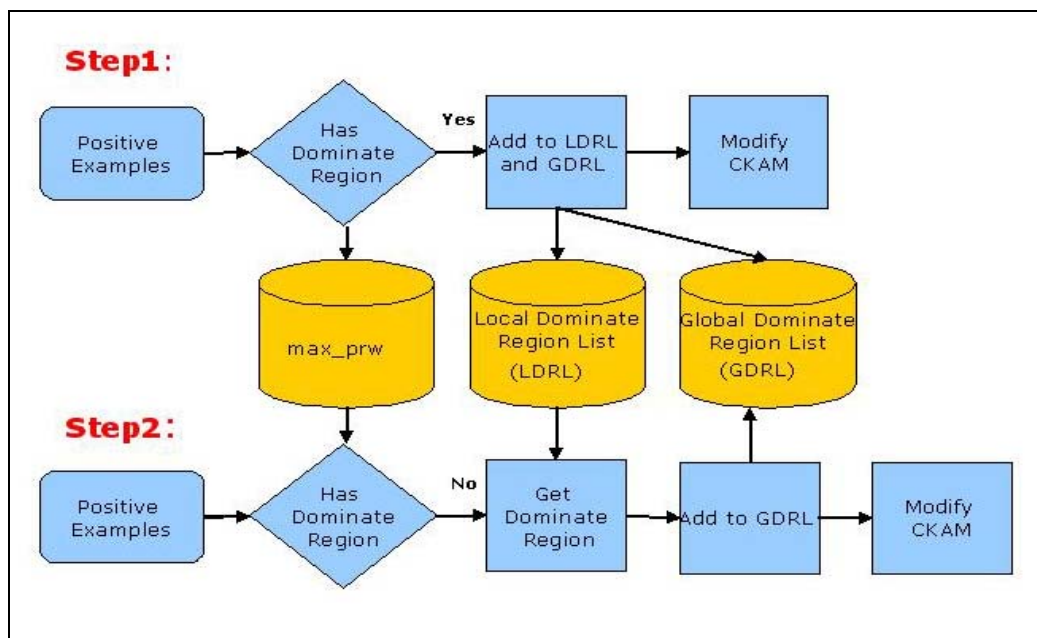 Step1:
Positive
Examples
Has
Dominate
Region
Yes
Add to LDRL
and GDRL
Modify
CKAM
max_prw
Local Dominate
Region List
(LDRL)
Global Dominate
Region List
(GDRL)
Step2:
Positive
Examples
Has
Dominate
Region
No
Get
Dominate
Region
Add to GDRL
Modify
CKAM